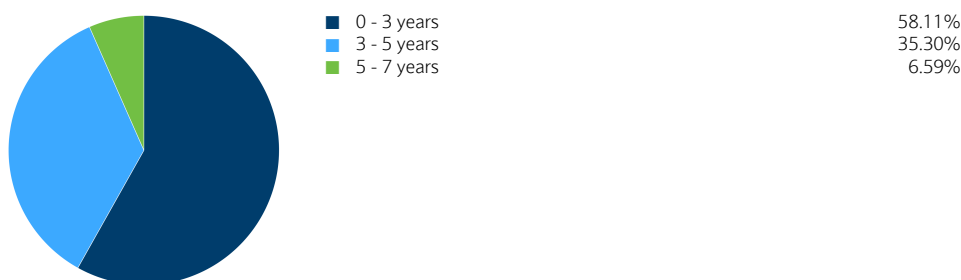 0 - 3 years 58.11%
3 - 5 years 35.30%
5 - 7 years 6.59%